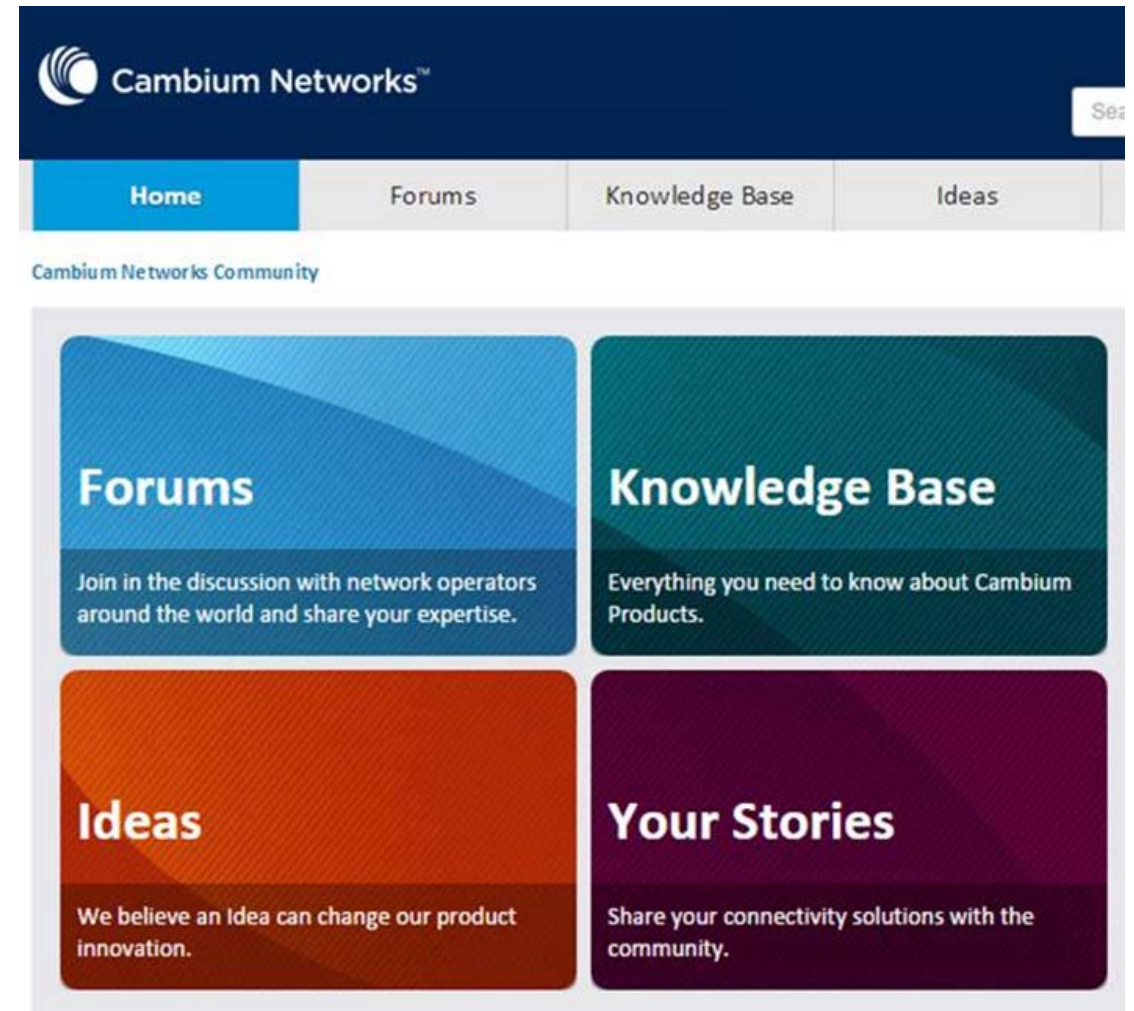 Cambium Networks™
Home
Forums
Knowledge Base
Ideas
Cambium Networks Community
Forums
Join in the discussion with network operators
around the world and share your expertise.
Knowledge Base
Everything you need to know about Cambium
Products.
Ideas
We believe an Idea can change our product
innovation.
Your Stories
Share your connectivity solutions with the
community.